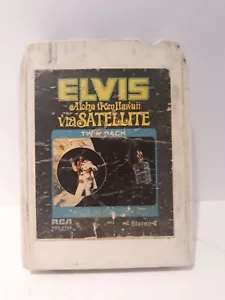 ELVIS
Aloha from Hawaii
via SATELLITE
TWIN PACK
RCA
Stereo 8